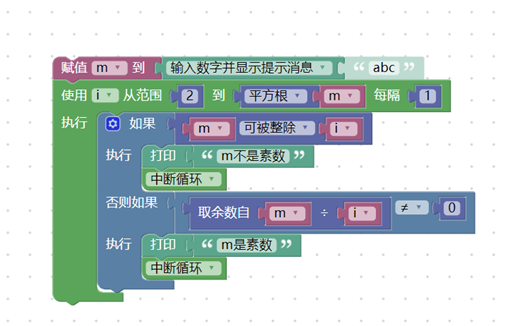 赋值 m 到 输入数字并显示提示消息 “ abc ”
使用 i 从范围 2 到 平方根 m 每隔 1
执行 如果 m 可被整除 i
执行 打印 “ m不是素数 ”
中断循环
否则如果 取余数自 m ÷ i ≠ 0
执行 打印 “ m是素数 ”
中断循环